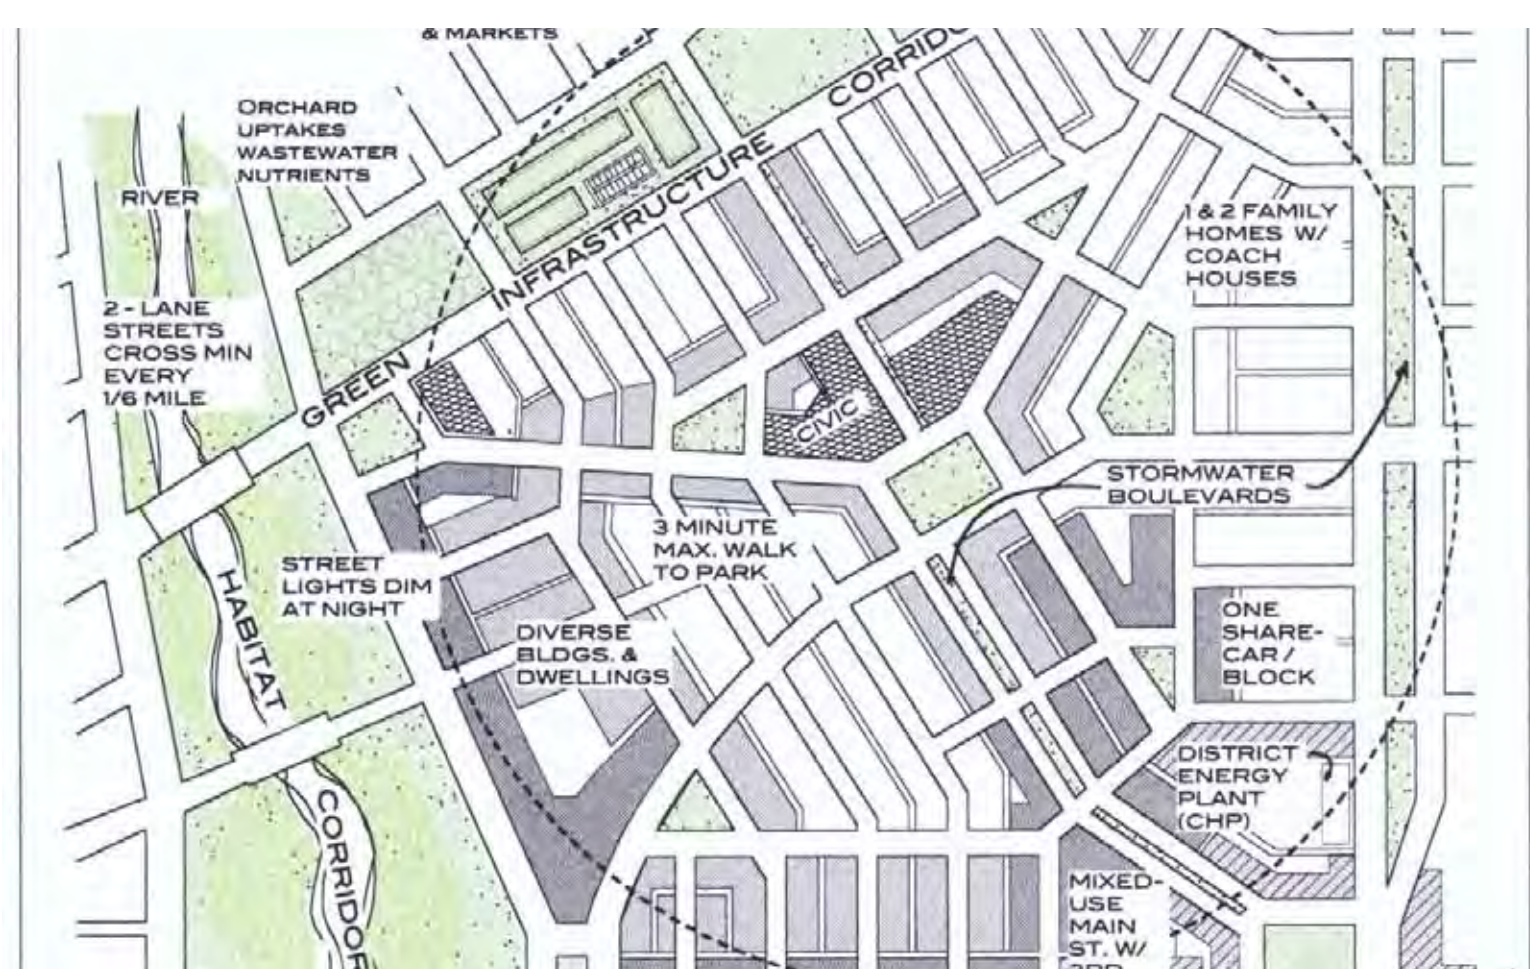 & MARKETS
ORCHARD
UPTAKES
WASTEWATER
NUTRIENTS
RIVER
2 - LANE
STREETS
CROSS MIN
EVERY
1/6 MILE
GREEN INFRASTRUCTURE CORRIDO
1 & 2 FAMILY
HOMES W/
COACH
HOUSES
CIVIC
STORMWATER
BOULEVARDS
3 MINUTE
MAX. WALK
TO PARK
STREET
LIGHTS DIM
AT NIGHT
HABITAT CORRIDOR
DIVERSE
BLDGS. &
DWELLINGS
ONE
SHARE-
CAR /
BLOCK
DISTRICT
ENERGY
PLANT
(CHP)
MIXED-
USE
MAIN
ST. W/